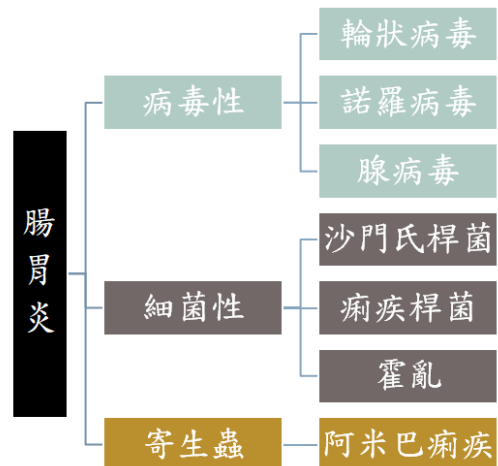 腸胃炎
病毒性
輪狀病毒
諾羅病毒
腺病毒
細菌性
沙門氏桿菌
痢疾桿菌
霍亂
寄生蟲
阿米巴痢疾